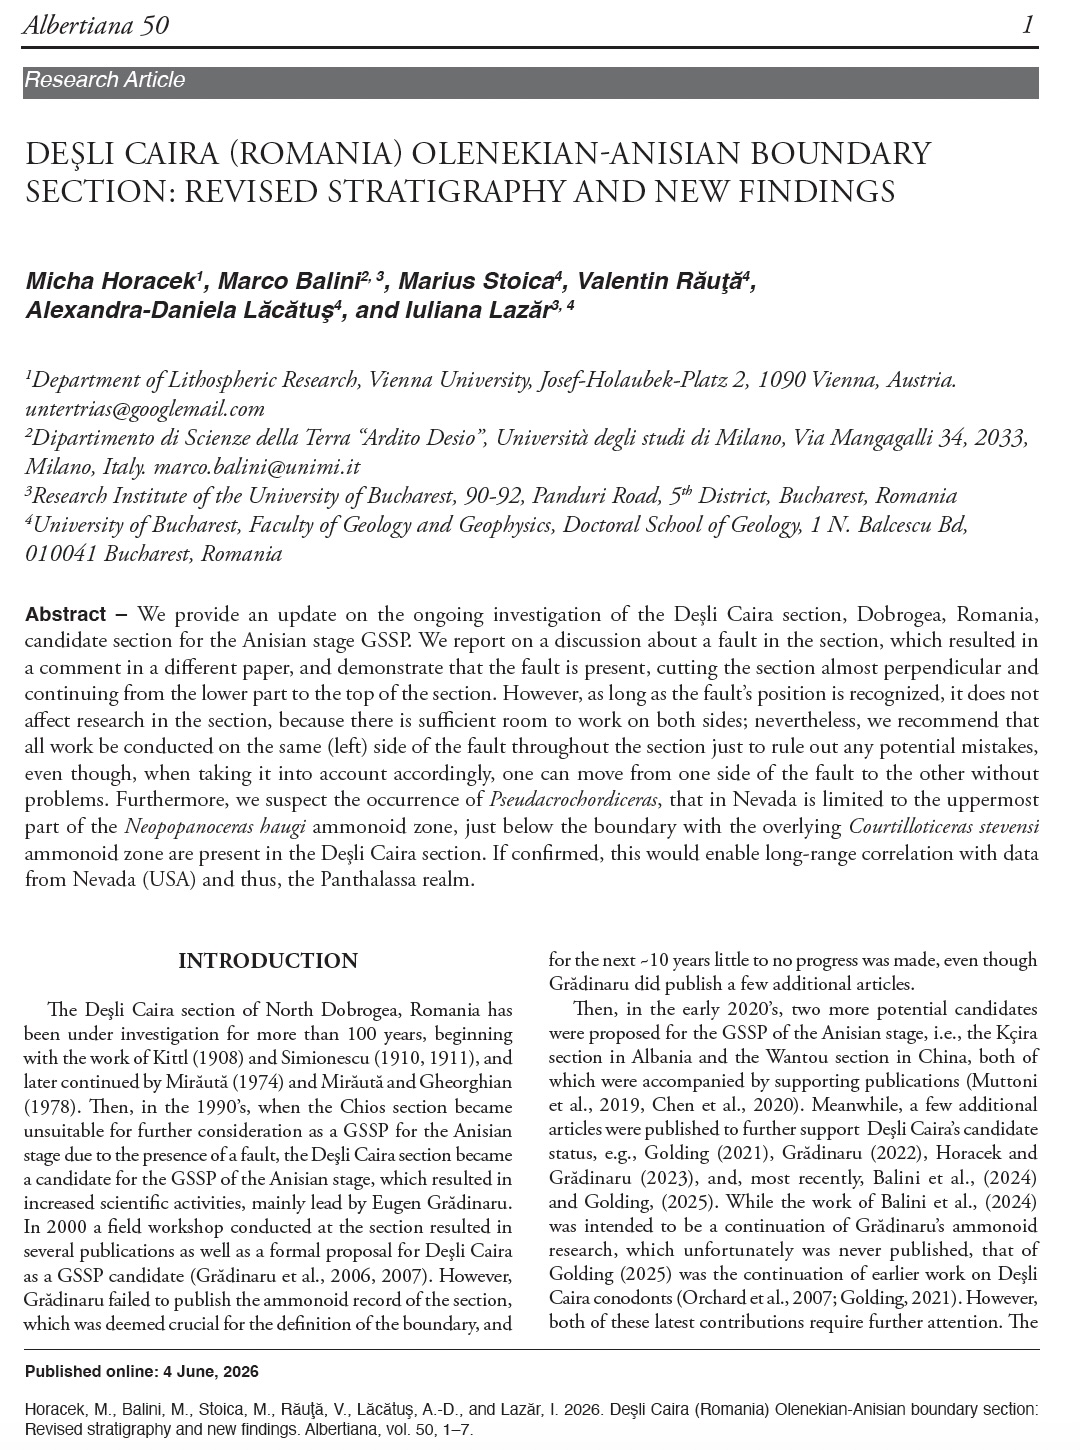 Albertiana 50
1
Research Article
DEŞLI CAIRA (ROMANIA) OLENEKIAN-ANISIAN BOUNDARY
SECTION: REVISED STRATIGRAPHY AND NEW FINDINGS
Micha Horacek1, Marco Balini2, 3, Marius Stoica4, Valentin Răuţă4,
Alexandra-Daniela Lăcătuş4, and Iuliana Lazăr3, 4
1Department of Lithospheric Research, Vienna University, Josef-Holaubek-Platz 2, 1090 Vienna, Austria.
untertrias@googlemail.com
2Dipartimento di Scienze della Terra “Ardito Desio”, Università degli studi di Milano, Via Mangagalli 34, 2033,
Milano, Italy. marco.balini@unimi.it
3Research Institute of the University of Bucharest, 90-92, Panduri Road, 5th District, Bucharest, Romania
4University of Bucharest, Faculty of Geology and Geophysics, Doctoral School of Geology, 1 N. Balcescu Bd,
010041 Bucharest, Romania
Abstract – We provide an update on the ongoing investigation of the Deşli Caira section, Dobrogea, Romania,
candidate section for the Anisian stage GSSP. We report on a discussion about a fault in the section, which resulted in
a comment in a different paper, and demonstrate that the fault is present, cutting the section almost perpendicular and
continuing from the lower part to the top of the section. However, as long as the fault’s position is recognized, it does not
affect research in the section, because there is sufficient room to work on both sides; nevertheless, we recommend that
all work be conducted on the same (left) side of the fault throughout the section just to rule out any potential mistakes,
even though, when taking it into account accordingly, one can move from one side of the fault to the other without
problems. Furthermore, we suspect the occurrence of Pseudacrochordiceras, that in Nevada is limited to the uppermost
part of the Neopopanoceras haugi ammonoid zone, just below the boundary with the overlying Courtilloticeras stevensi
ammonoid zone are present in the Deşli Caira section. If confirmed, this would enable long-range correlation with data
from Nevada (USA) and thus, the Panthalassa realm.
INTRODUCTION
The Deşli Caira section of North Dobrogea, Romania has
been under investigation for more than 100 years, beginning
with the work of Kittl (1908) and Simionescu (1910, 1911), and
later continued by Mirăută (1974) and Mirăută and Gheorghian
(1978). Then, in the 1990’s, when the Chios section became
unsuitable for further consideration as a GSSP for the Anisian
stage due to the presence of a fault, the Deşli Caira section became
a candidate for the GSSP of the Anisian stage, which resulted in
increased scientific activities, mainly lead by Eugen Grădinaru.
In 2000 a field workshop conducted at the section resulted in
several publications as well as a formal proposal for Deşli Caira
as a GSSP candidate (Grădinaru et al., 2006, 2007). However,
Grădinaru failed to publish the ammonoid record of the section,
which was deemed crucial for the definition of the boundary, and
for the next ~10 years little to no progress was made, even though
Grădinaru did publish a few additional articles.
Then, in the early 2020’s, two more potential candidates
were proposed for the GSSP of the Anisian stage, i.e., the Kçira
section in Albania and the Wantou section in China, both of
which were accompanied by supporting publications (Muttoni
et al., 2019, Chen et al., 2020). Meanwhile, a few additional
articles were published to further support Deşli Caira’s candidate
status, e.g., Golding (2021), Grădinaru (2022), Horacek and
Grădinaru (2023), and, most recently, Balini et al., (2024)
and Golding, (2025). While the work of Balini et al., (2024)
was intended to be a continuation of Grădinaru’s ammonoid
research, which unfortunately was never published, that of
Golding (2025) was the continuation of earlier work on Deşli
Caira conodonts (Orchard et al., 2007; Golding, 2021). However,
both of these latest contributions require further attention. The
Published online: 4 June, 2026
Horacek, M., Balini, M., Stoica, M., Răuţă, V., Lăcătuş, A.-D., and Lazăr, I. 2026. Deşli Caira (Romania) Olenekian-Anisian boundary section:
Revised stratigraphy and new findings. Albertiana, vol. 50, 1–7.